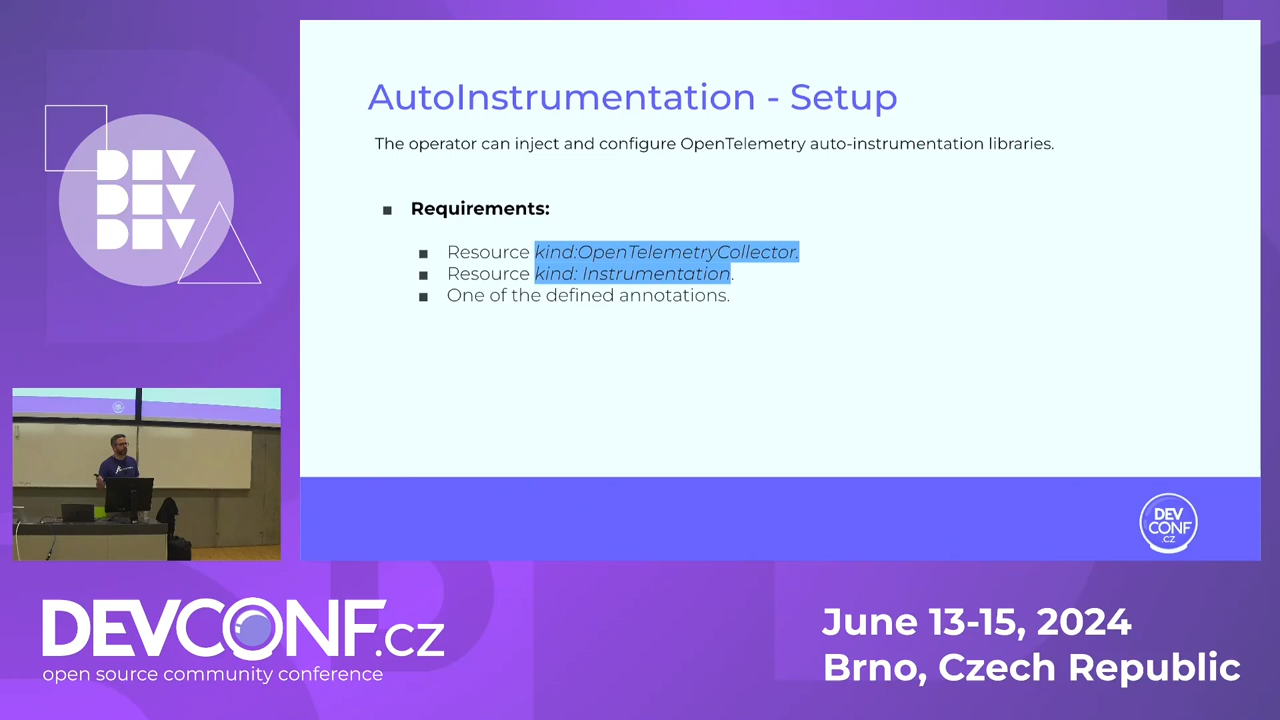 AutoInstrumentation - Setup
The operator can inject and configure OpenTelemetry auto-instrumentation libraries.
■ Requirements:
■ Resource kind:OpenTelemetryCollector.
■ Resource kind: Instrumentation.
■ One of the defined annotations.
DEV
CONF
.CZ
DEV
DEV
DEV
DEVCONF.cz
open source community conference
June 13-15, 2024
Brno, Czech Republic